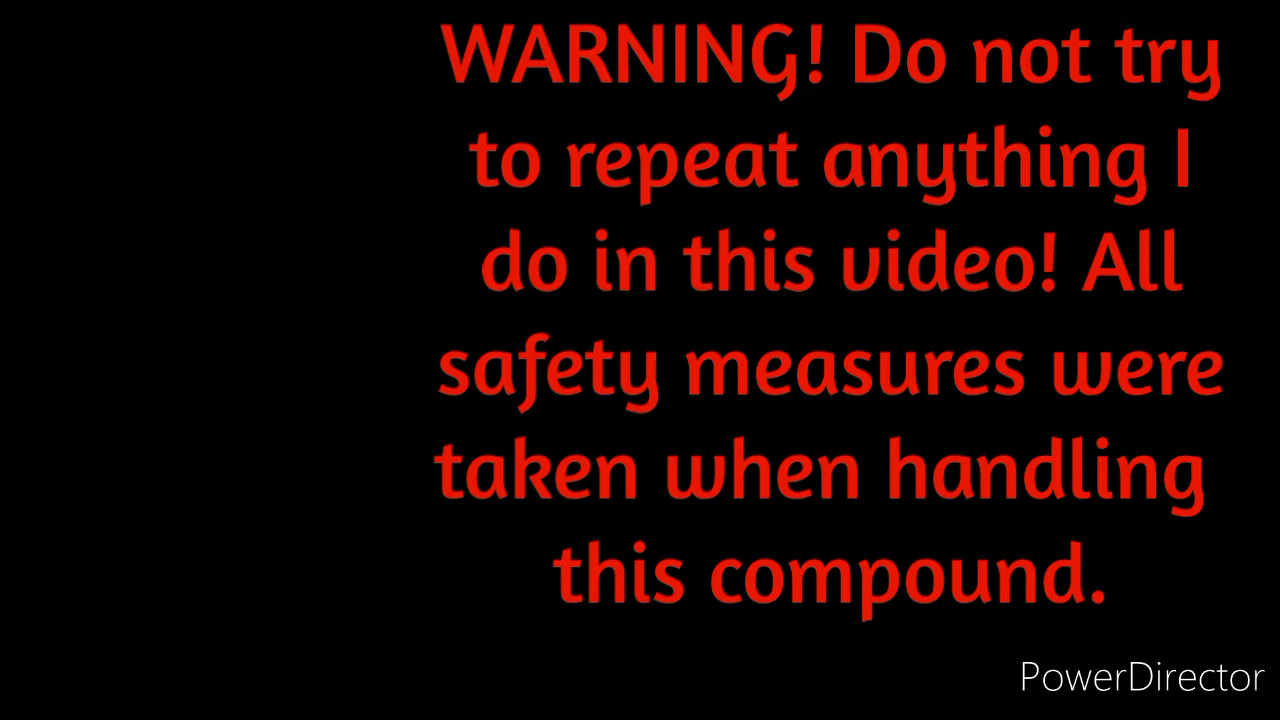 WARNING! Do not try
to repeat anything I
do in this video! All
safety measures were
taken when handling
this compound.
PowerDirector